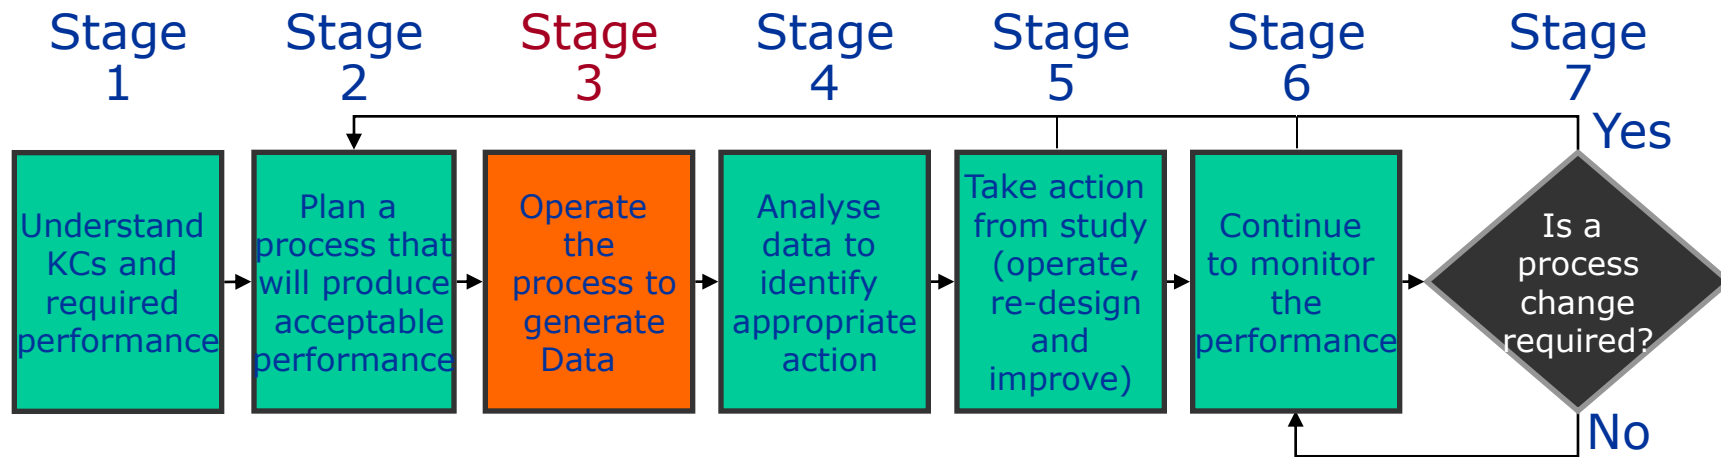 Stage
1
Stage
2
Stage
3
Stage
4
Stage
5
Stage
6
Stage
7
Understand
KCs and
required
performance
Plan a
process that
will produce
acceptable
performance
Operate
the
process to
generate
Data
Analyse
data to
identify
appropriate
action
Take action
from study
(operate,
re-design
and
improve)
Continue
to monitor
the
performance
Is a
process
change
required?
Yes
No